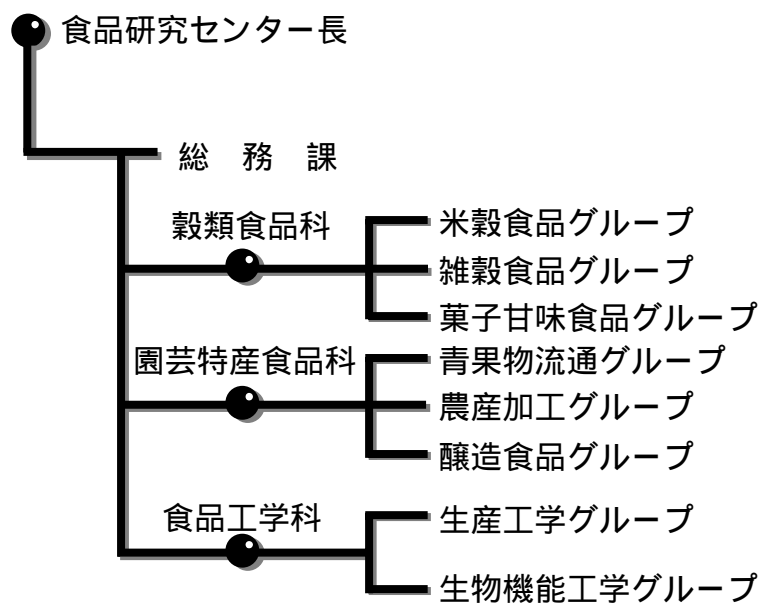 食品研究センター長
総　務　課
穀類食品科
米穀食品グループ
雑穀食品グループ
菓子甘味食品グループ
園芸特産食品科
青果物流通グループ
農産加工グループ
醸造食品グループ
食品工学科
生産工学グループ
生物機能工学グループ